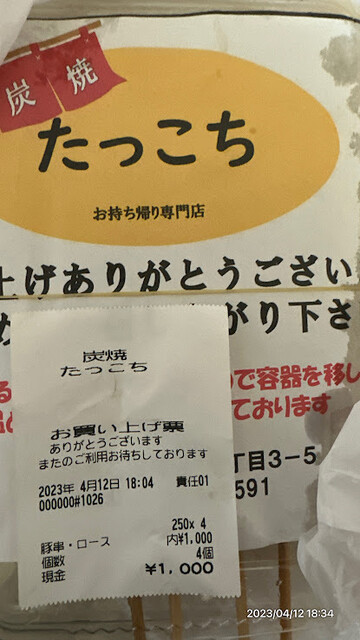 炭焼
たっこち
お持ち帰り専門店
上げありがとうござい
がり下さ
で容器を移し
ております
丁目3-5
591
炭焼
たっこち
お買い上げ票
ありがとうございます
またのご利用お待ちしております
2023年 4月12日 18:04 責任01
000000#1026
250x 4
豚串・ロース 内¥1,000
個数 4個
現金 ¥1,000
2023/04/12 18:34